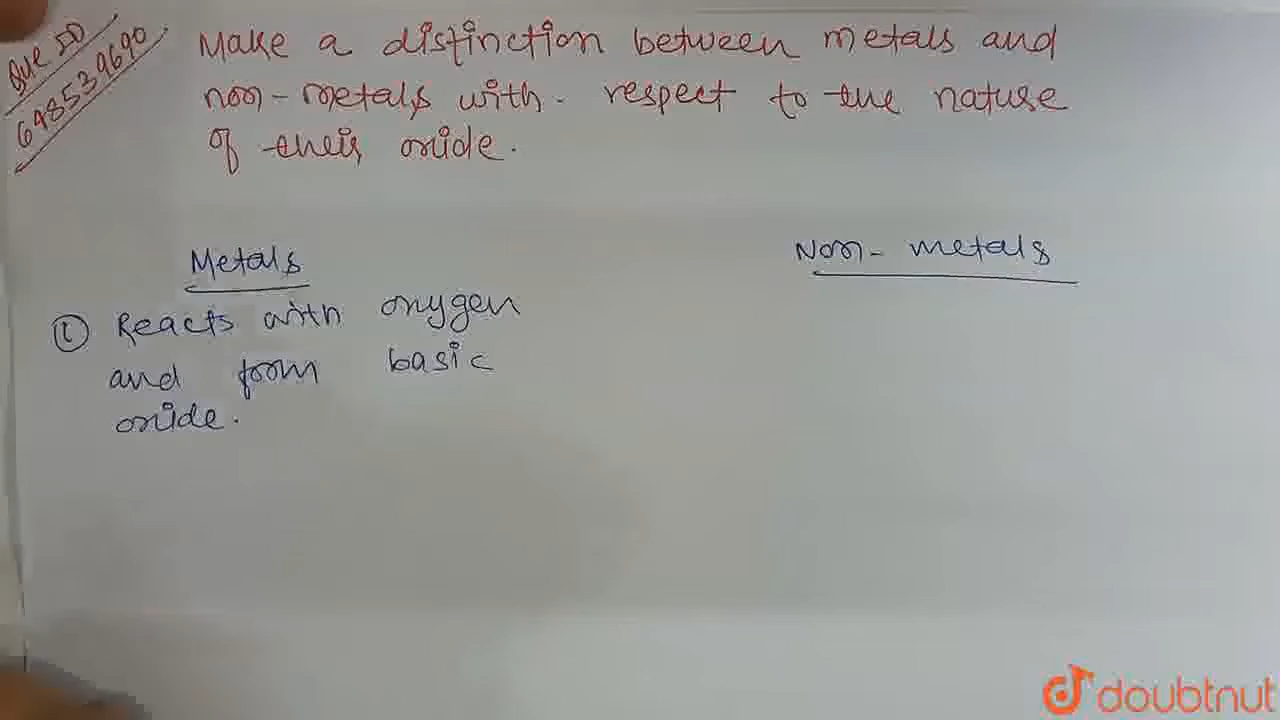 Que ID
648539690
Make a distinction between metals and
non-metals with. respect to the nature
of their oxide.
Metals
Non-metals
① Reacts with oxygen
and form basic
oxide.
doubtnut